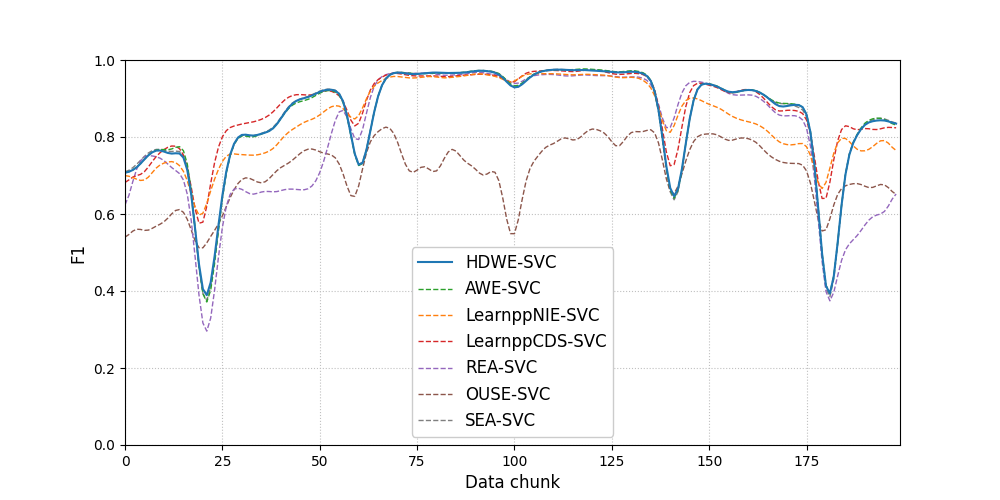 1.0
0.8
0.6
0.4
0.2
0.0
F1
HDWE-SVC
AWE-SVC
LearnppNIE-SVC
LearnppCDS-SVC
REA-SVC
OUSE-SVC
SEA-SVC
0 25 50 75 100 125 150 175
Data chunk